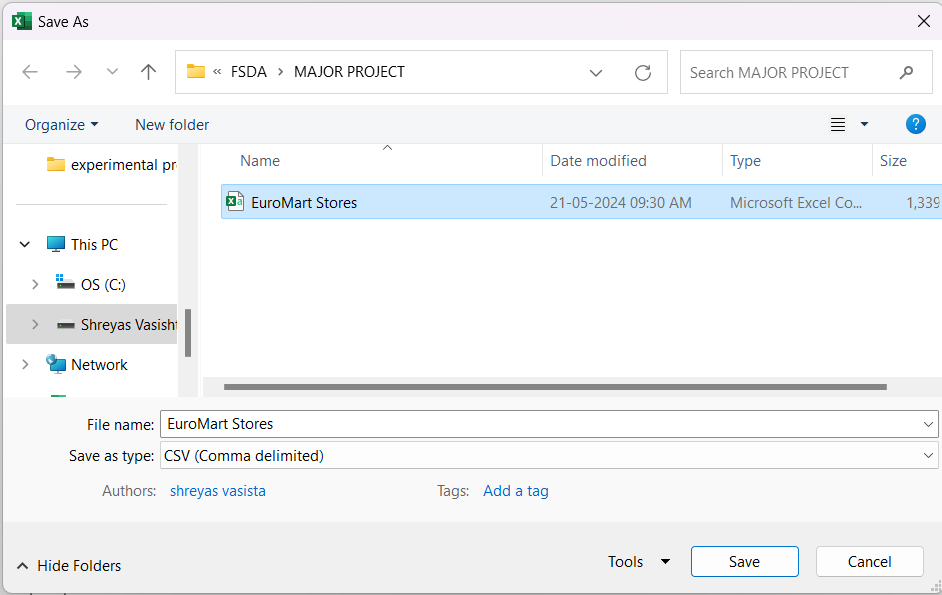 Save As
« FSDA > MAJOR PROJECT
Search MAJOR PROJECT
Organize
New folder
?
Name
Date modified
Type
Size
experimental pr
This PC
OS (C:)
Shreyas Vasisht
Network
EuroMart Stores
21-05-2024 09:30 AM
Microsoft Excel Co...
1,339
File name: EuroMart Stores
Save as type: CSV (Comma delimited)
Authors: shreyas vasista
Tags: Add a tag
Hide Folders
Tools
Save
Cancel